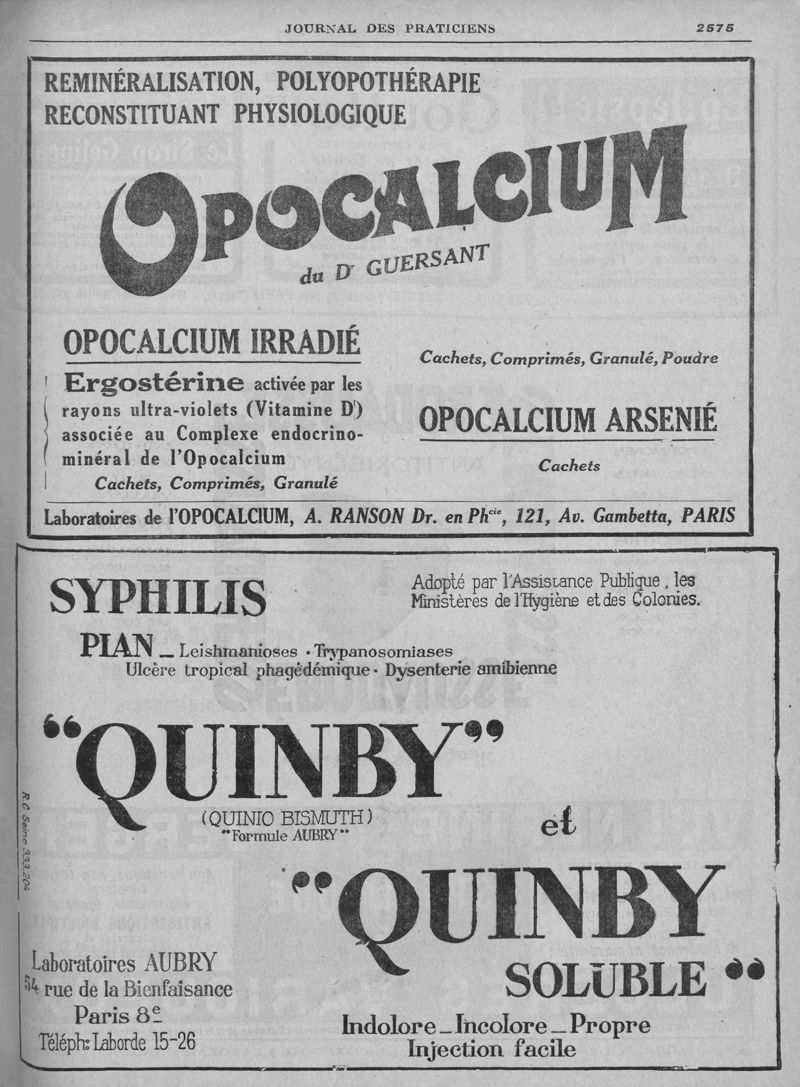 JOURNAL DES PRATICIENS 2575
REMINÉRALISATION, POLYOPOTHÉRAPIE
RECONSTITUANT PHYSIOLOGIQUE
OPOCALCIUM
du Dr GUERSANT
OPOCALCIUM IRRADIÉ
Ergostérine activée par les
rayons ultra-violets (Vitamine D)
associée au Complexe endocrino-
minéral de l'Opocalcium
Cachets, Comprimés, Granulé
Cachets, Comprimés, Granulé, Poudre
OPOCALCIUM ARSENIÉ
Cachets
Laboratoires de l'OPOCALCIUM, A. RANSON Dr. en Phcie, 121, Av. Gambetta, PARIS
SYPHILIS
Adopté par l'Assistance Publique, les
Ministères de l'Hygiène et des Colonies.
PIAN _ Leishmanioses · Trypanosomiases
Ulcère tropical phagédémique · Dysenterie amibienne
"QUINBY"
(QUINIO BISMUTH)
"Formule AUBRY"
et
"QUINBY
SOLUBLE "
R.C Seine 333.204
Laboratoires AUBRY
54 rue de la Bienfaisance
Paris 8e
Téléph: Laborde 15-26
Indolore _ Incolore _ Propre
Injection facile